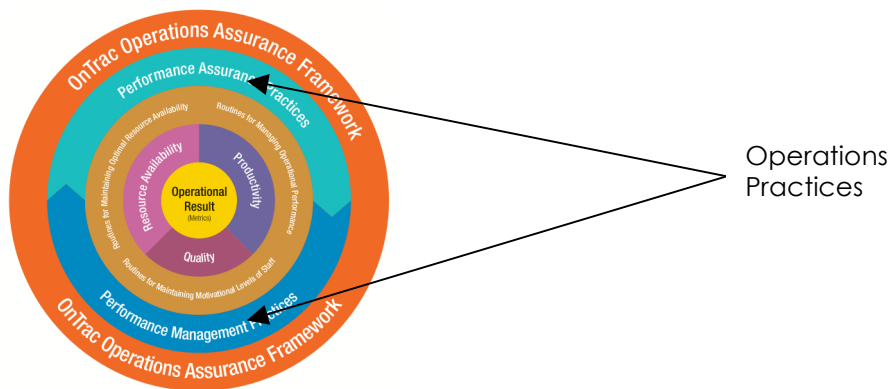 OnTrac Operations Assurance Framework
Performance Assurance Practices
Routines for Maintaining Optimal Resource Availability
Routines for Managing Operational Performance
Resource Availability
Productivity
Operational
Result
(Metrics)
Quality
Routines for Maintaining Motivational Levels of Staff
Performance Management Practices
OnTrac Operations Assurance Framework
Operations
Practices